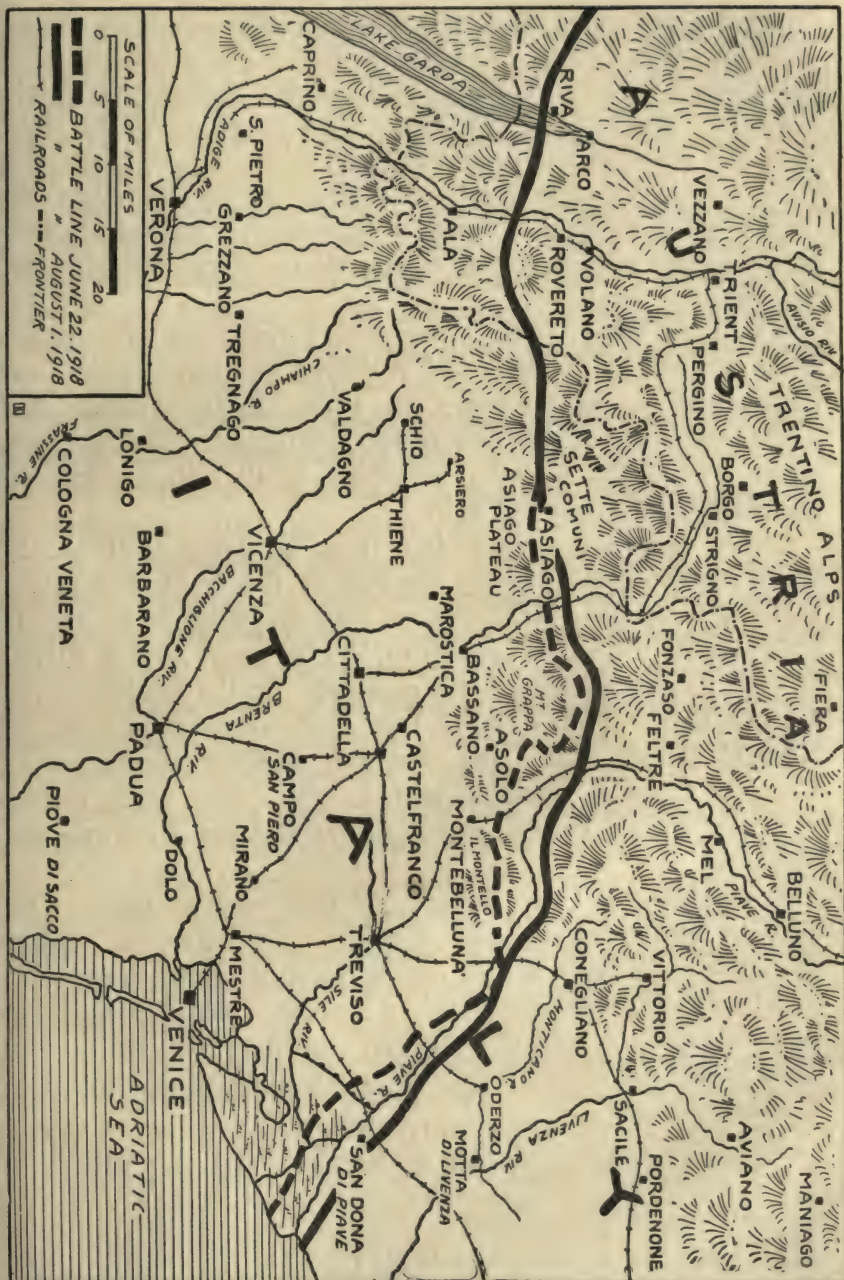 A U S T R I A
TRENTINO ALPS
FIERA
MANIAGO
AVISIO RIV.
BELLUNO
AVIANO
VEZZANO
TRIENT
PERGINO
BORGO
STRIGNO
FONZASO
FELTRE
MEL
PIAVE R.
VITTORIO
SACILE
PORDENONE
LAKE GARDA
RIVA
ARCO
VOLANO
ROVERETO
SETTE
COMUNI
ASIAGO
ASIAGO
PLATEAU
MT
GRAPPA
CONEGLIANO
MONTICANO R.
LIVENZA RIV.
ALA
ASOLO
IL MONTELLO
ODERZO
MOTTA
DI LIVENZA
ARSIERO
SCHIO
THIENE
MAROSTICA
BASSANO
MONTEBELLUNA
CAPRINO
VALDAGNO
CASTELFRANCO
CITTADELLA
TREVISO
PIAVE R.
SILE RIV.
SAN DONA
DI PIAVE
S. PIETRO
ADIGE RIV.
GREZZANO
TREGNAGO
CHIAMPO R.
VERONA
VICENZA
BRENTA RIV
CAMPO
SAN PIERO
MIRANO
MESTRE
I T A L Y
LONIGO
BARBARANO
BACCHIGLIONE RIV.
PADUA
DOLO
VENICE
FRASSINE R.
COLOGNA VENETA
PIOVE DI SACCO
ADRIATIC
SEA
SCALE OF MILES
0 5 10 15 20
BATTLE LINE JUNE 22. 1918
" " AUGUST 1. 1918
RAILROADS FRONTIER